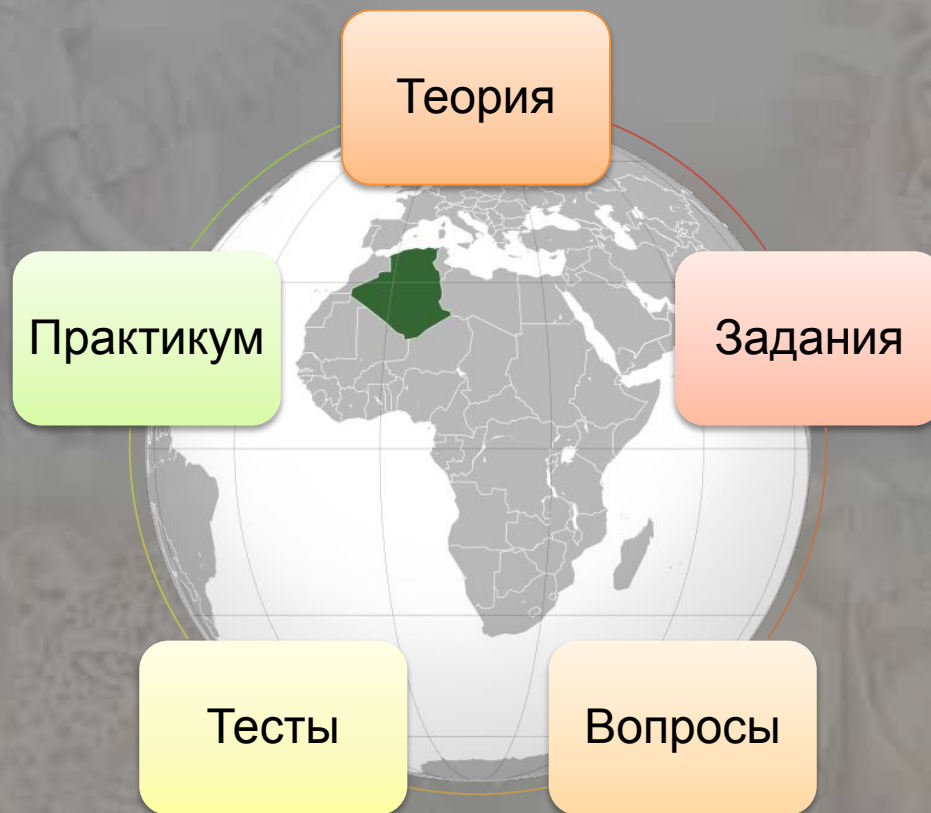 Теория
Практикум
Задания
Тесты
Вопросы